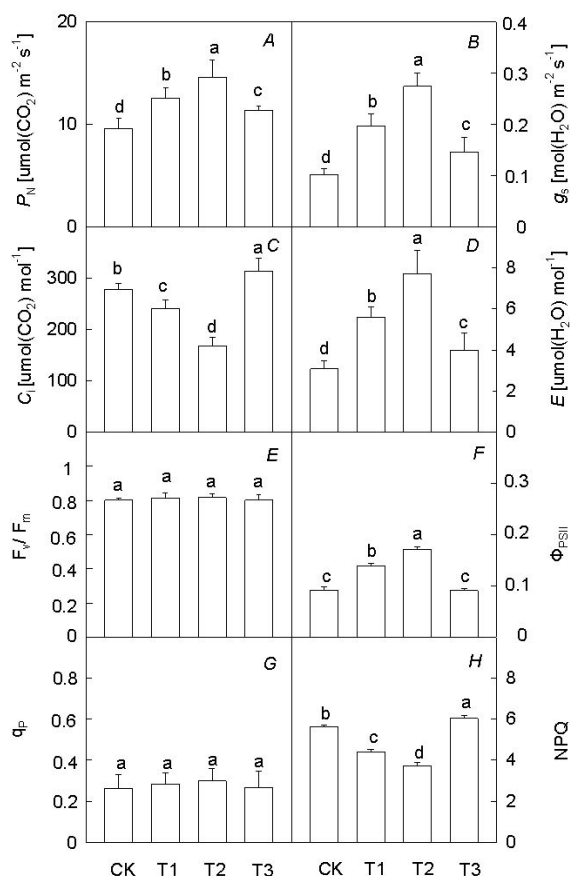 20
A
a
b
c
d
10
0
P_N [umol(CO₂) m⁻² s⁻¹]
B
a
b
c
d
0.4
0.3
0.2
0.1
0
g_s [mol(H₂O) m⁻² s⁻¹]
a C
b
c
d
300
200
100
0
C_i [umol(CO₂) mol⁻¹]
D
a
b
c
d
8
6
4
2
0
E [umol(H₂O) mol⁻¹]
E
1
a a a a
0.8
0.6
0.4
0.2
0
F_v/ F_m
F
a
b
c c
0.3
0.2
0.1
0
Φ_PSII
G
0.8
0.6
0.4
a a a a
0.2
0
q_P
H
a
b
c
d
8
6
4
2
0
NPQ
CK T1 T2 T3 CK T1 T2 T3